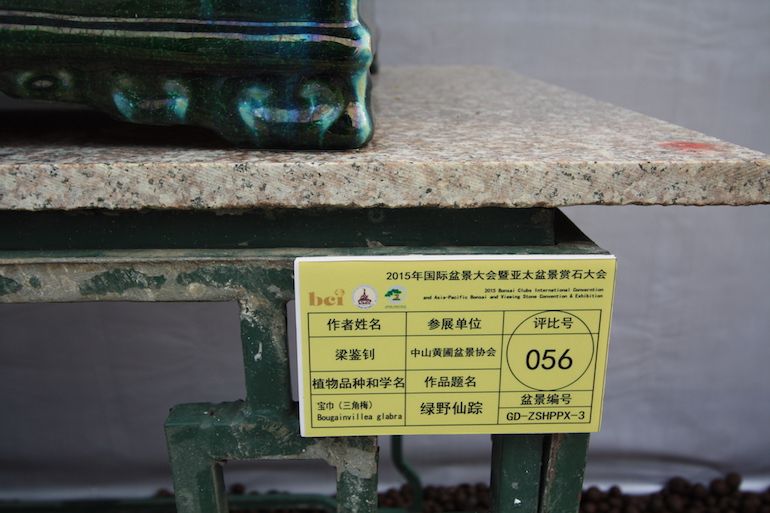 2015年国际盆景大会暨亚太盆景赏石大会
2015 Bonsai Clubs International Convention
and Asia-Pacific Bonsai and Viewing Stone Convention & Exhibition
bci
作者姓名 参展单位 评比号
梁鉴钊 中山黄圃盆景协会 056
植物品种和学名 作品题名 盆景编号
宝巾（三角梅） 绿野仙踪 GD-ZSHPPX-3
Bougainvillea glabra